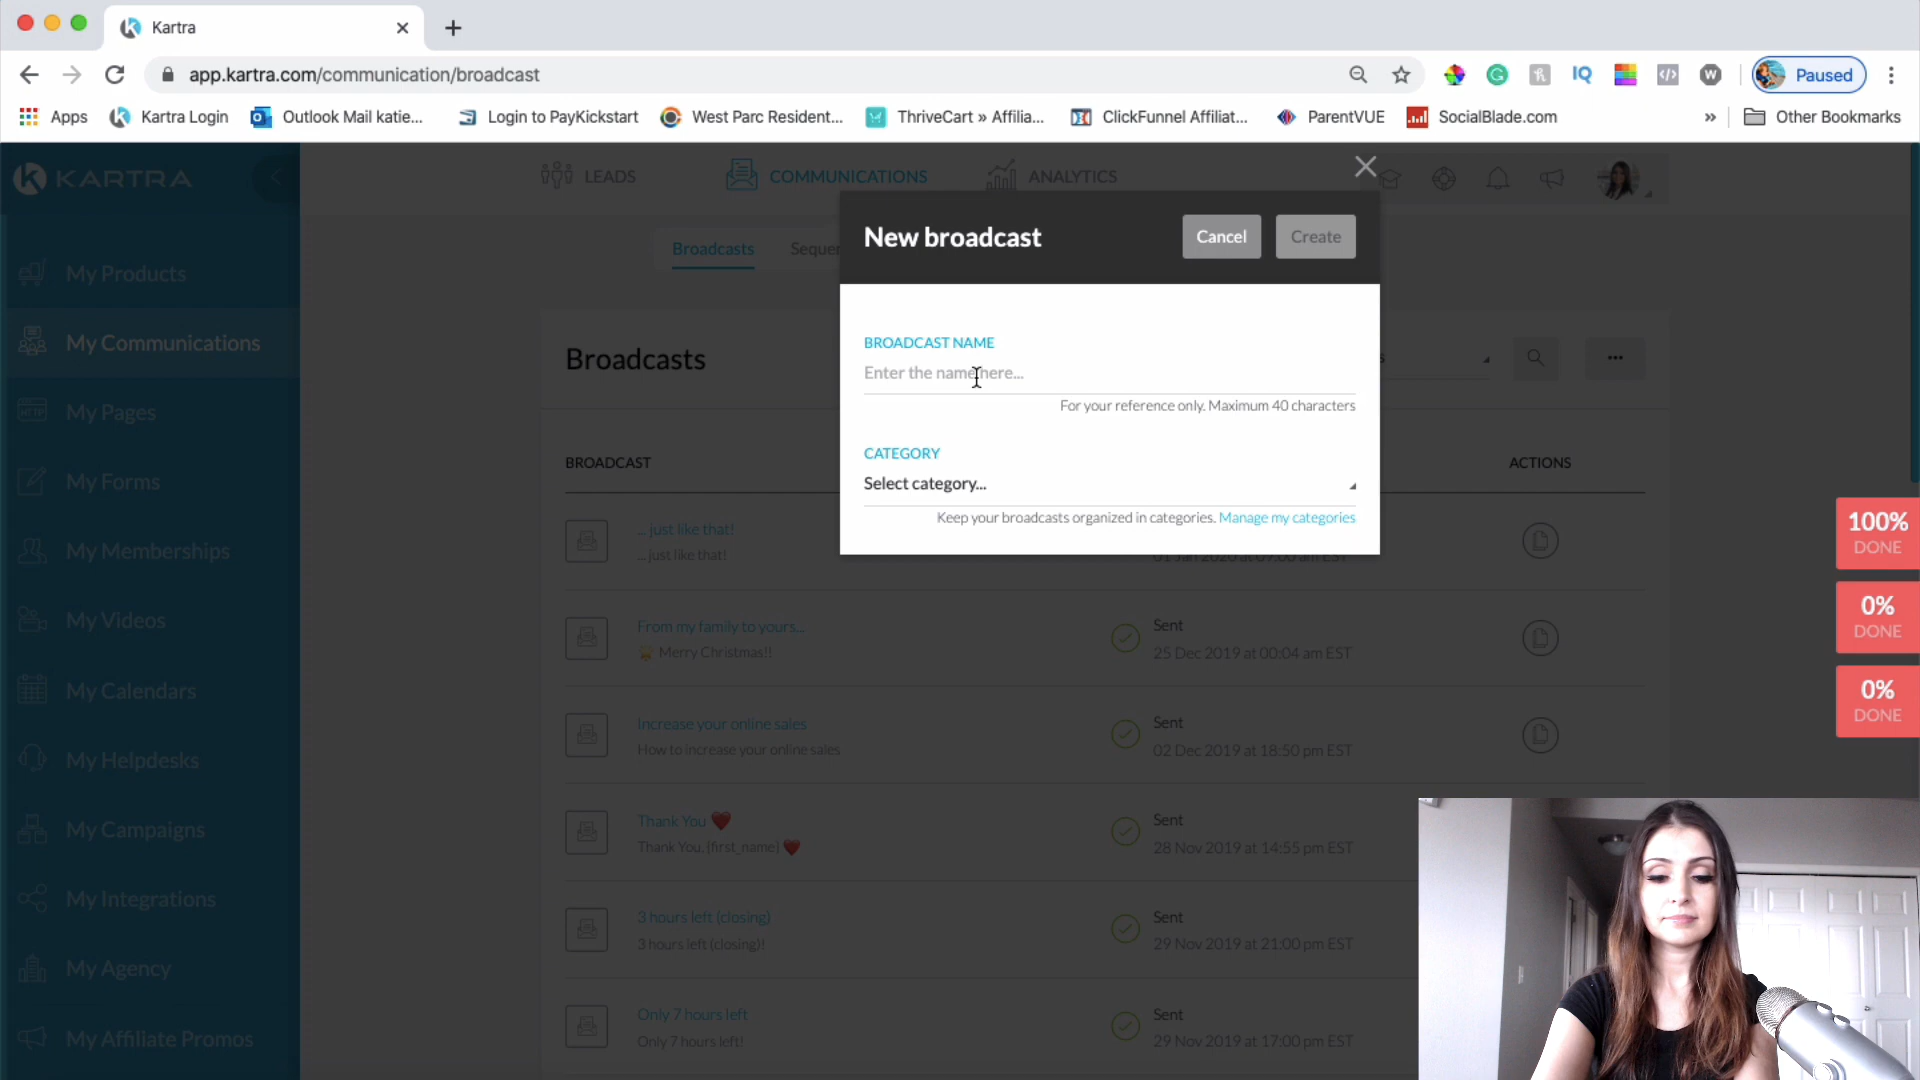 Kartra
app.kartra.com/communication/broadcast
Paused
Apps
Kartra Login
Outlook Mail katie...
Login to PayKickstart
West Parc Resident...
ThriveCart » Affilia...
ClickFunnel Affiliat...
ParentVUE
SocialBlade.com
»
Other Bookmarks
KARTRA
LEADS
COMMUNICATIONS
ANALYTICS
My Products
My Communications
My Pages
My Forms
My Memberships
My Videos
My Calendars
My Helpdesks
My Campaigns
My Integrations
My Agency
My Affiliate Promos
Broadcasts
New broadcast
Cancel
Create
BROADCAST NAME
Enter the name here...
For your reference only. Maximum 40 characters
CATEGORY
Select category...
Keep your broadcasts organized in categories. Manage my categories
Broadcasts
BROADCAST
ACTIONS
... just like that!
... just like that!
01 Jan 2020 at 09:00 am EST
From my family to yours...
Merry Christmas!!
Sent
25 Dec 2019 at 00:04 am EST
Increase your online sales
How to increase your online sales
Sent
02 Dec 2019 at 18:50 pm EST
Thank You
Thank You, {first_name}
Sent
28 Nov 2019 at 14:55 pm EST
3 hours left (closing)
3 hours left (closing)!
Sent
29 Nov 2019 at 21:00 pm EST
Only 7 hours left
Only 7 hours left!
Sent
29 Nov 2019 at 17:00 pm EST
100%
DONE
0%
DONE
0%
DONE